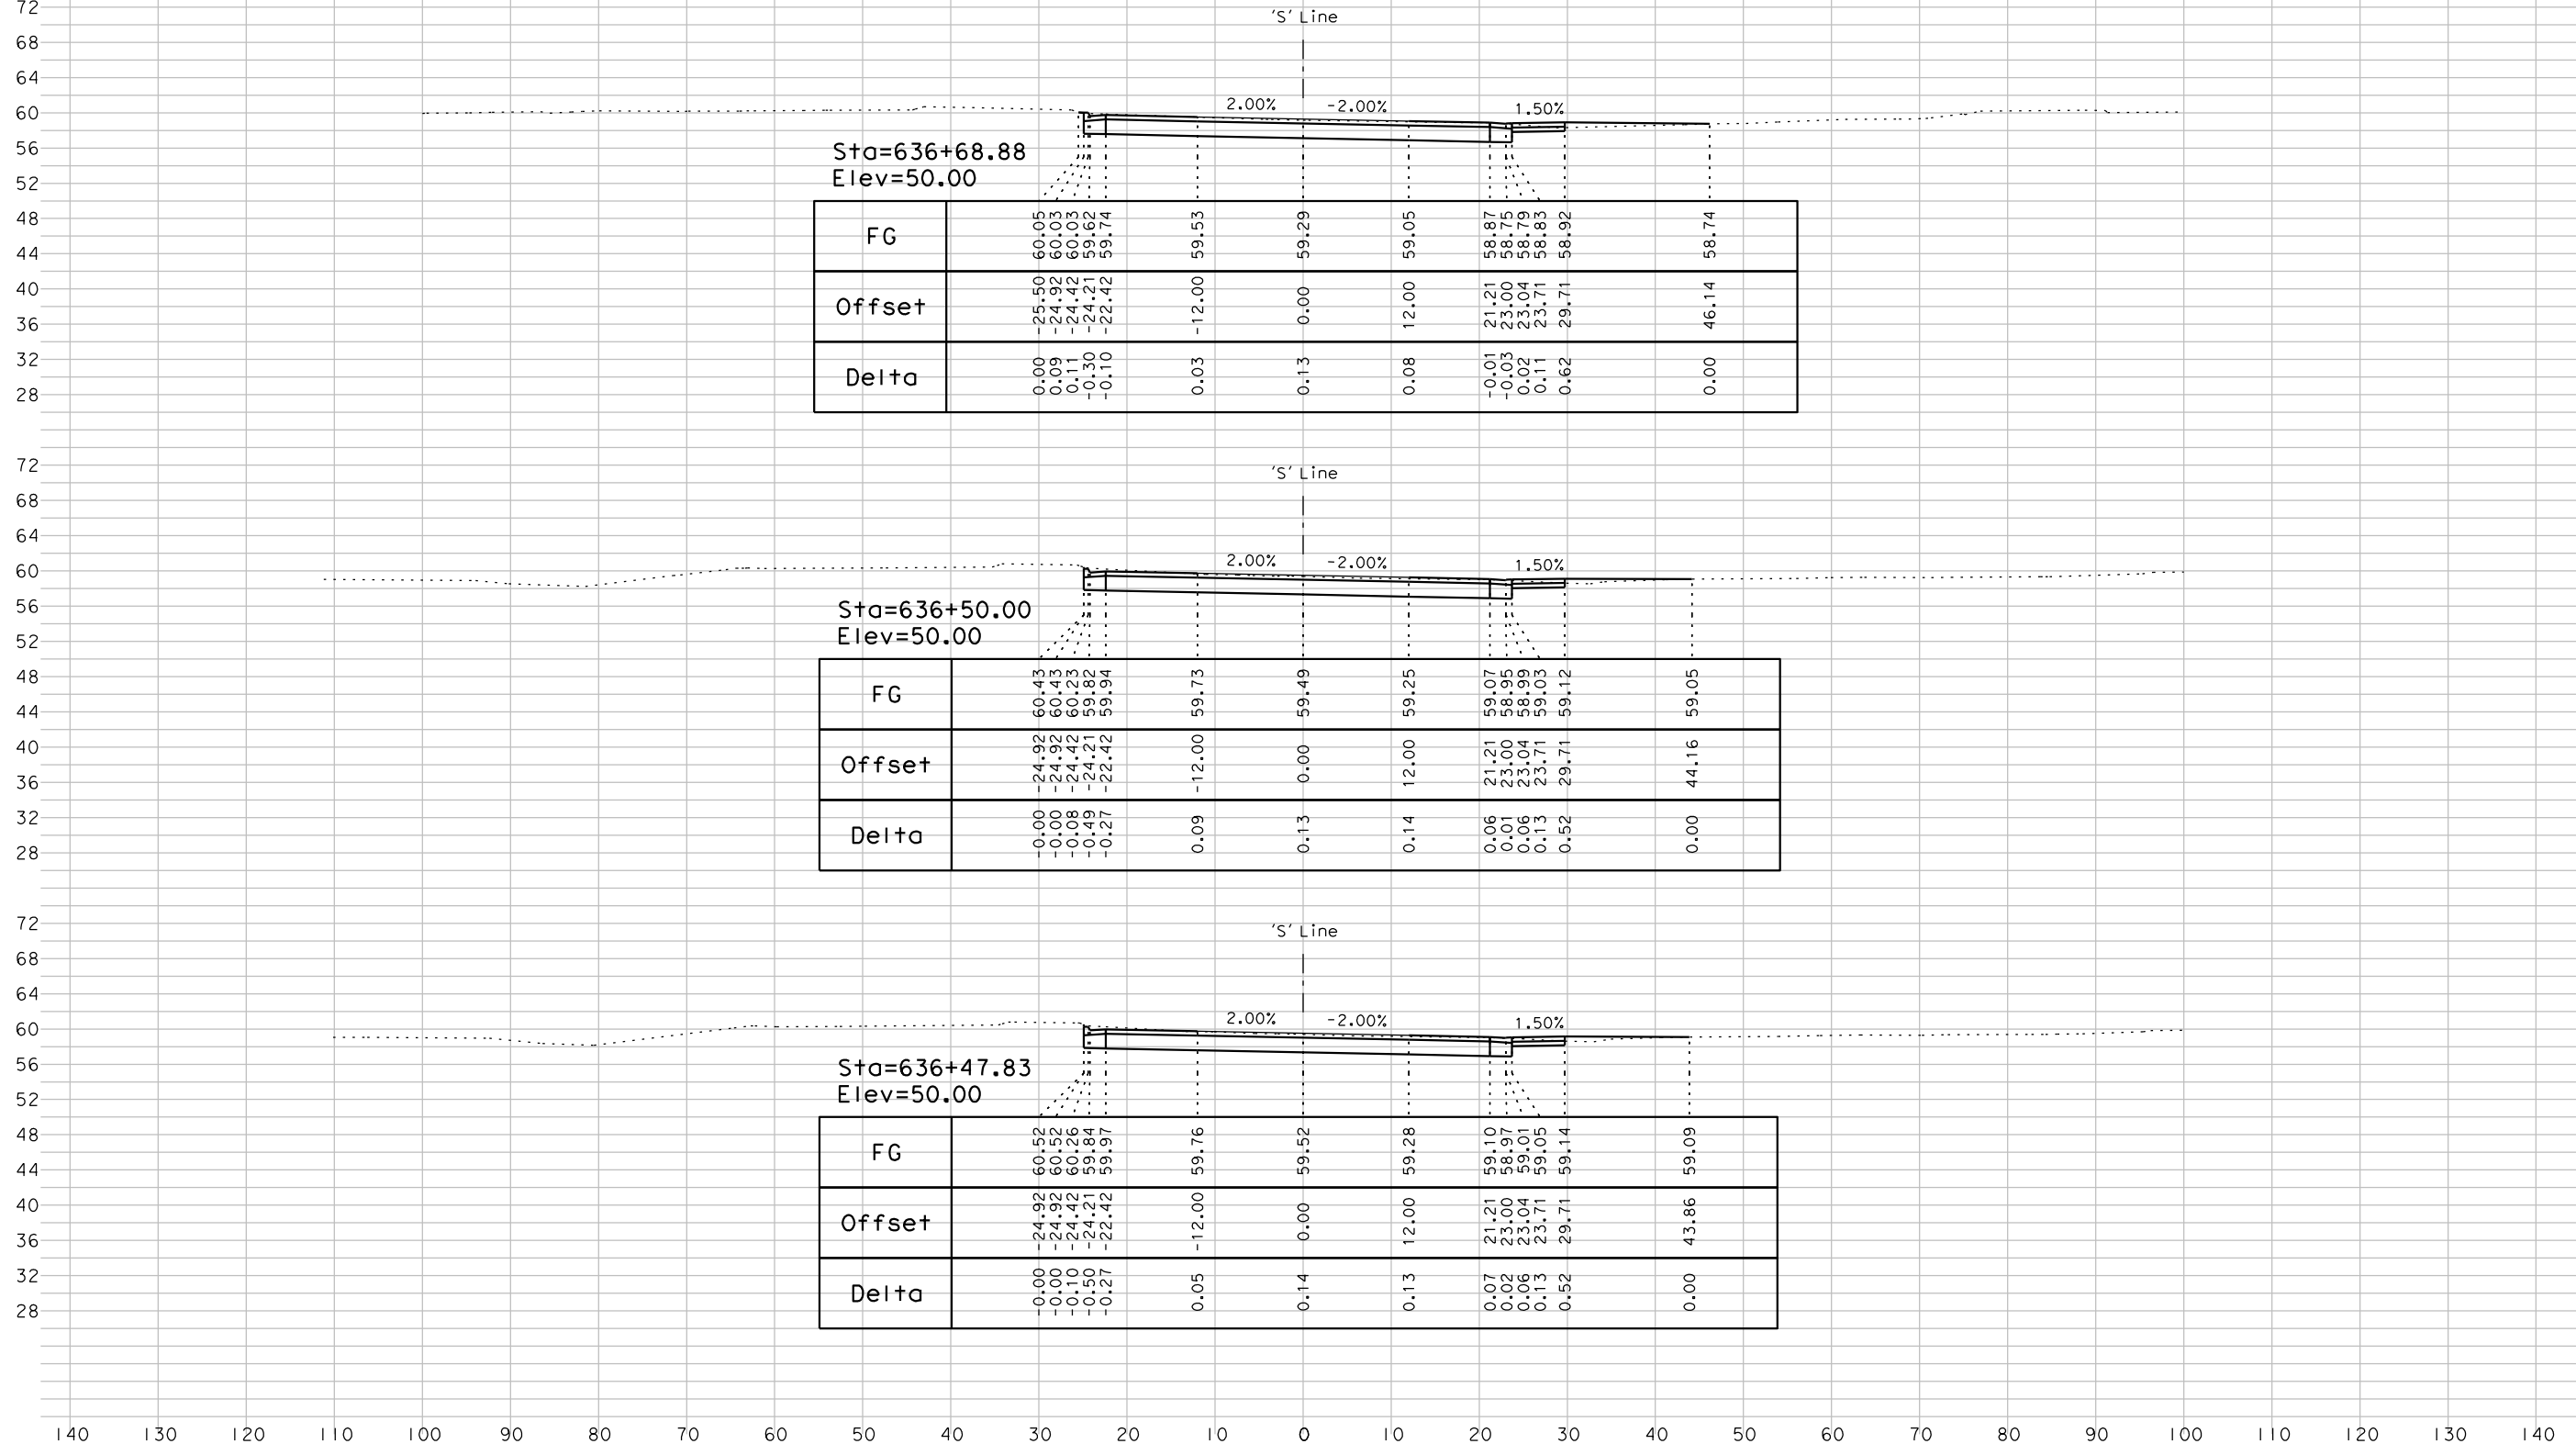 72
'S' Line
68
64
60
2.00% -2.00% 1.50%
56
Sta=636+68.88
52
Elev=50.00
48
FG 60.05 60.03 60.03 59.62 59.74 59.53 59.29 59.05 58.87 58.75 58.79 58.83 58.92 58.74
44
40
Offset -25.50 -24.92 -24.42 -24.21 -22.42 -12.00 0.00 12.00 21.21 23.00 23.04 23.71 29.71 46.14
36
32
Delta 0.00 0.09 0.11 -0.30 -0.10 0.03 0.13 0.08 -0.01 -0.03 0.02 0.11 0.62 0.00
28
72
'S' Line
68
64
60
2.00% -2.00% 1.50%
56
Sta=636+50.00
52
Elev=50.00
48
FG 60.43 60.43 60.23 59.82 59.94 59.73 59.49 59.25 59.07 58.95 58.99 59.03 59.12 59.05
44
40
Offset -24.92 -24.92 -24.42 -24.21 -22.42 -12.00 0.00 12.00 21.21 23.00 23.04 23.71 29.71 44.16
36
32
Delta -0.00 -0.00 -0.08 -0.49 -0.27 0.09 0.13 0.14 0.06 0.01 0.06 0.13 0.52 0.00
28
72
'S' Line
68
64
60
2.00% -2.00% 1.50%
56
Sta=636+47.83
52
Elev=50.00
48
FG 60.52 60.52 60.26 59.84 59.97 59.76 59.52 59.28 59.10 58.97 59.01 59.05 59.14 59.09
44
40
Offset -24.92 -24.92 -24.42 -24.21 -22.42 -12.00 0.00 12.00 21.21 23.00 23.04 23.71 29.71 43.86
36
32
Delta -0.00 -0.00 -0.10 -0.50 -0.27 0.05 0.14 0.13 0.07 0.02 0.06 0.13 0.52 0.00
28
140 130 120 110 100 90 80 70 60 50 40 30 20 10 0 10 20 30 40 50 60 70 80 90 100 110 120 130 140